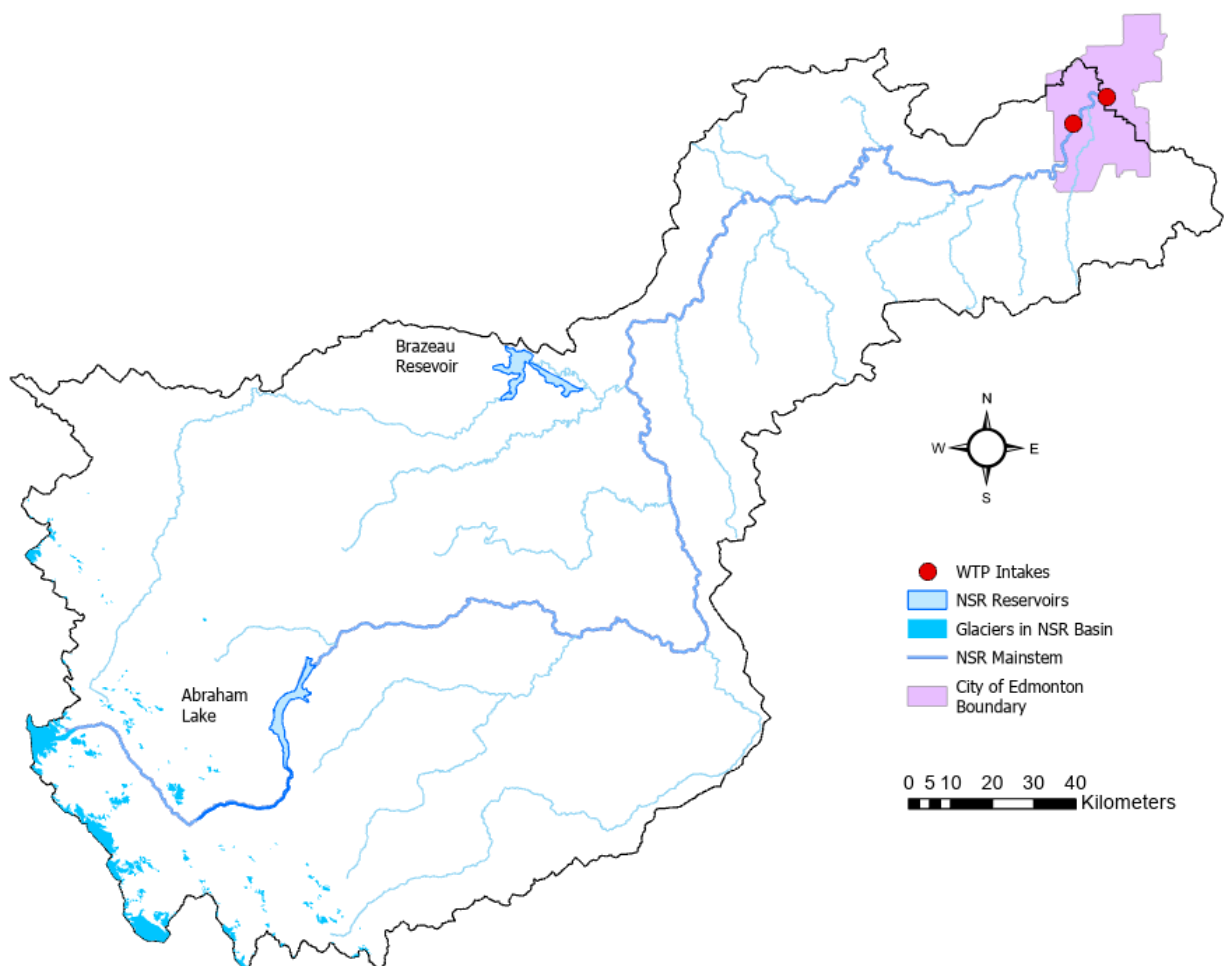 Brazeau
Resevoir
N
W
E
S
WTP Intakes
NSR Reservoirs
Glaciers in NSR Basin
NSR Mainstem
City of Edmonton
Boundary
Abraham
Lake
0 5 10 20 30 40
Kilometers